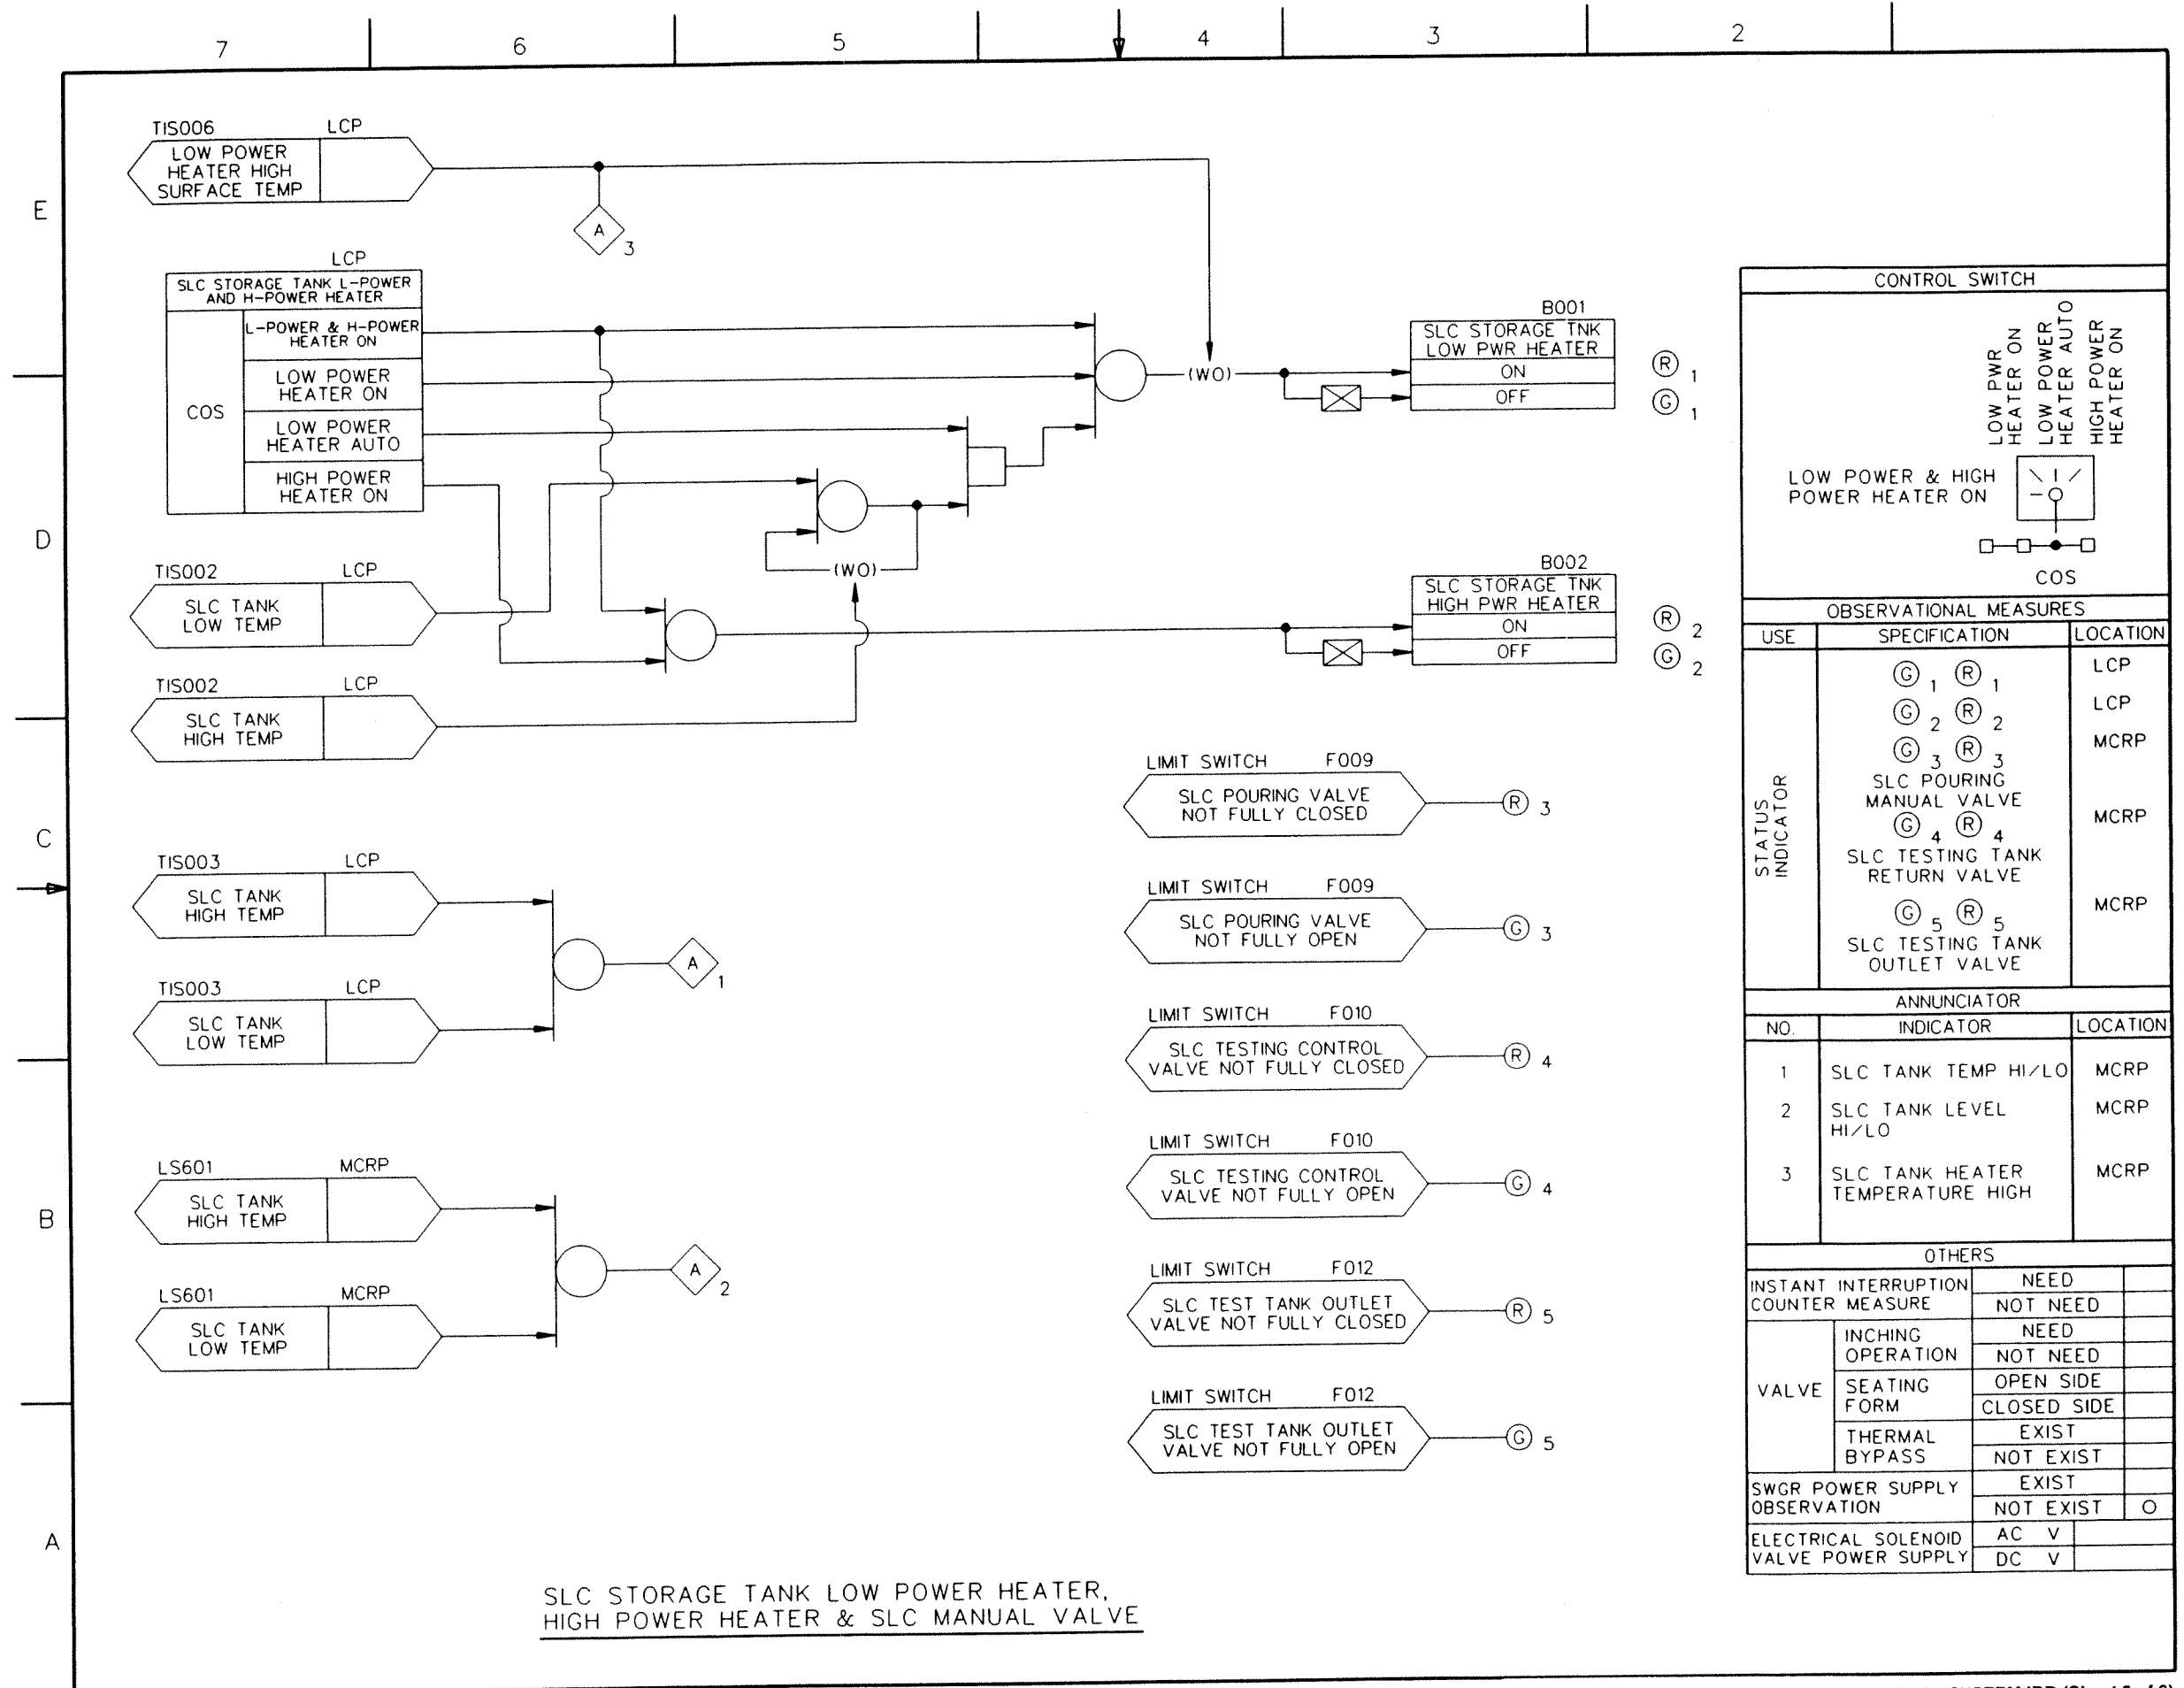 7 6 5 4 3 2
E
D
C
B
A
TIS006 LCP
LOW POWER
HEATER HIGH
SURFACE TEMP
A 3
LCP
SLC STORAGE TANK L-POWER
AND H-POWER HEATER
COS
L-POWER & H-POWER
HEATER ON
LOW POWER
HEATER ON
LOW POWER
HEATER AUTO
HIGH POWER
HEATER ON
(WO)
(WO)
B001
SLC STORAGE TNK
LOW PWR HEATER
ON
OFF
R 1
G 1
TIS002 LCP
SLC TANK
LOW TEMP
TIS002 LCP
SLC TANK
HIGH TEMP
B002
SLC STORAGE TNK
HIGH PWR HEATER
ON
OFF
R 2
G 2
TIS003 LCP
SLC TANK
HIGH TEMP
TIS003 LCP
SLC TANK
LOW TEMP
A 1
LS601 MCRP
SLC TANK
HIGH TEMP
LS601 MCRP
SLC TANK
LOW TEMP
A 2
LIMIT SWITCH F009
SLC POURING VALVE
NOT FULLY CLOSED
R 3
LIMIT SWITCH F009
SLC POURING VALVE
NOT FULLY OPEN
G 3
LIMIT SWITCH F010
SLC TESTING CONTROL
VALVE NOT FULLY CLOSED
R 4
LIMIT SWITCH F010
SLC TESTING CONTROL
VALVE NOT FULLY OPEN
G 4
LIMIT SWITCH F012
SLC TEST TANK OUTLET
VALVE NOT FULLY CLOSED
R 5
LIMIT SWITCH F012
SLC TEST TANK OUTLET
VALVE NOT FULLY OPEN
G 5
CONTROL SWITCH
LOW PWR
HEATER ON
LOW POWER
HEATER AUTO
HIGH POWER
HEATER ON
LOW POWER & HIGH
POWER HEATER ON
COS
OBSERVATIONAL MEASURES
USE SPECIFICATION LOCATION
STATUS
INDICATOR
G 1 R 1 LCP
G 2 R 2 LCP
G 3 R 3 MCRP
SLC POURING
MANUAL VALVE
G 4 R 4 MCRP
SLC TESTING TANK
RETURN VALVE
G 5 R 5 MCRP
SLC TESTING TANK
OUTLET VALVE
ANNUNCIATOR
NO. INDICATOR LOCATION
1 SLC TANK TEMP HI/LO MCRP
2 SLC TANK LEVEL MCRP
HI/LO
3 SLC TANK HEATER MCRP
TEMPERATURE HIGH
OTHERS
INSTANT INTERRUPTION
COUNTER MEASURE
NEED
NOT NEED
VALVE
INCHING
OPERATION
NEED
NOT NEED
SEATING
FORM
OPEN SIDE
CLOSED SIDE
THERMAL
BYPASS
EXIST
NOT EXIST
SWGR POWER SUPPLY
OBSERVATION
EXIST
NOT EXIST O
ELECTRICAL SOLENOID
VALVE POWER SUPPLY
AC V
DC V
SLC STORAGE TANK LOW POWER HEATER,
HIGH POWER HEATER & SLC MANUAL VALVE